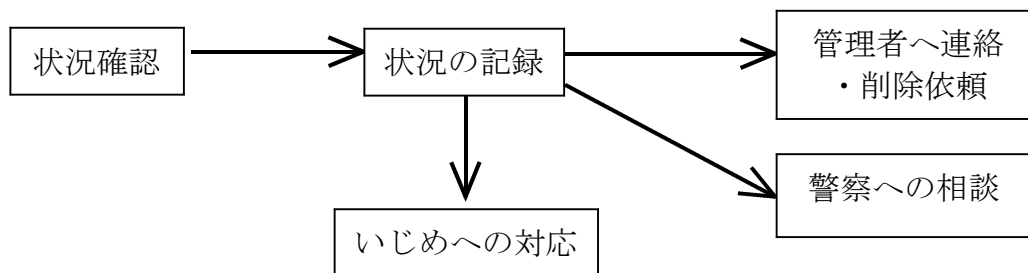 状況確認
状況の記録
管理者へ連絡
・削除依頼
警察への相談
いじめへの対応